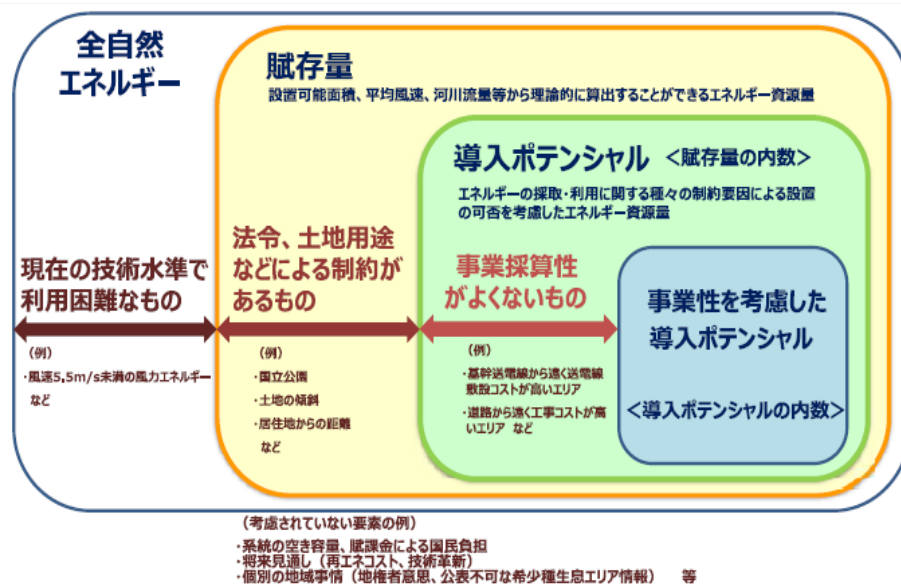 全自然
エネルギー
賦存量
設置可能面積、平均風速、河川流量等から理論的に算出することができるエネルギー資源量
導入ポテンシャル <賦存量の内数>
エネルギーの採取・利用に関する種々の制約要因による設置
の可否を考慮したエネルギー資源量
現在の技術水準で
利用困難なもの
(例)
・風速5.5m/s未満の風力エネルギー
など
法令、土地用途
などによる制約が
あるもの
(例)
・国立公園
・土地の傾斜
・居住地からの距離
など
事業採算性
がよくないもの
(例)
・基幹送電線から遠く送電線
敷設コストが高いエリア
・道路から遠く工事コストが高
いエリア など
事業性を考慮した
導入ポテンシャル
<導入ポテンシャルの内数>
(考慮されていない要素の例)
・系統の空き容量、賦課金による国民負担
・将来見通し(再エネコスト、技術革新)
・個別の地域事情(地権者意思、公表不可な希少種生息エリア情報) 等